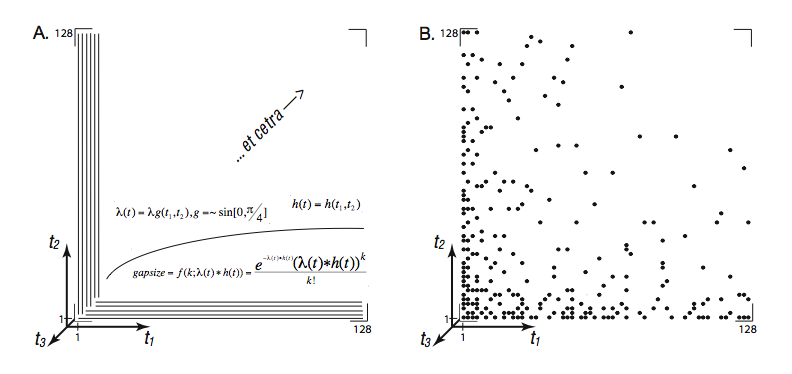 A.
128
... et cetra
λ(t) = λg(t₁,t₂), g =~ sin[0,π/4]
h(t) = h(t₁,t₂)
gapsize = f(k;λ(t)*h(t)) = e^-λ(t)*h(t) (λ(t)*h(t))^k / k!
t₂
1
t₃
1
t₁
128
B.
128
t₂
1
t₃
1
t₁
128